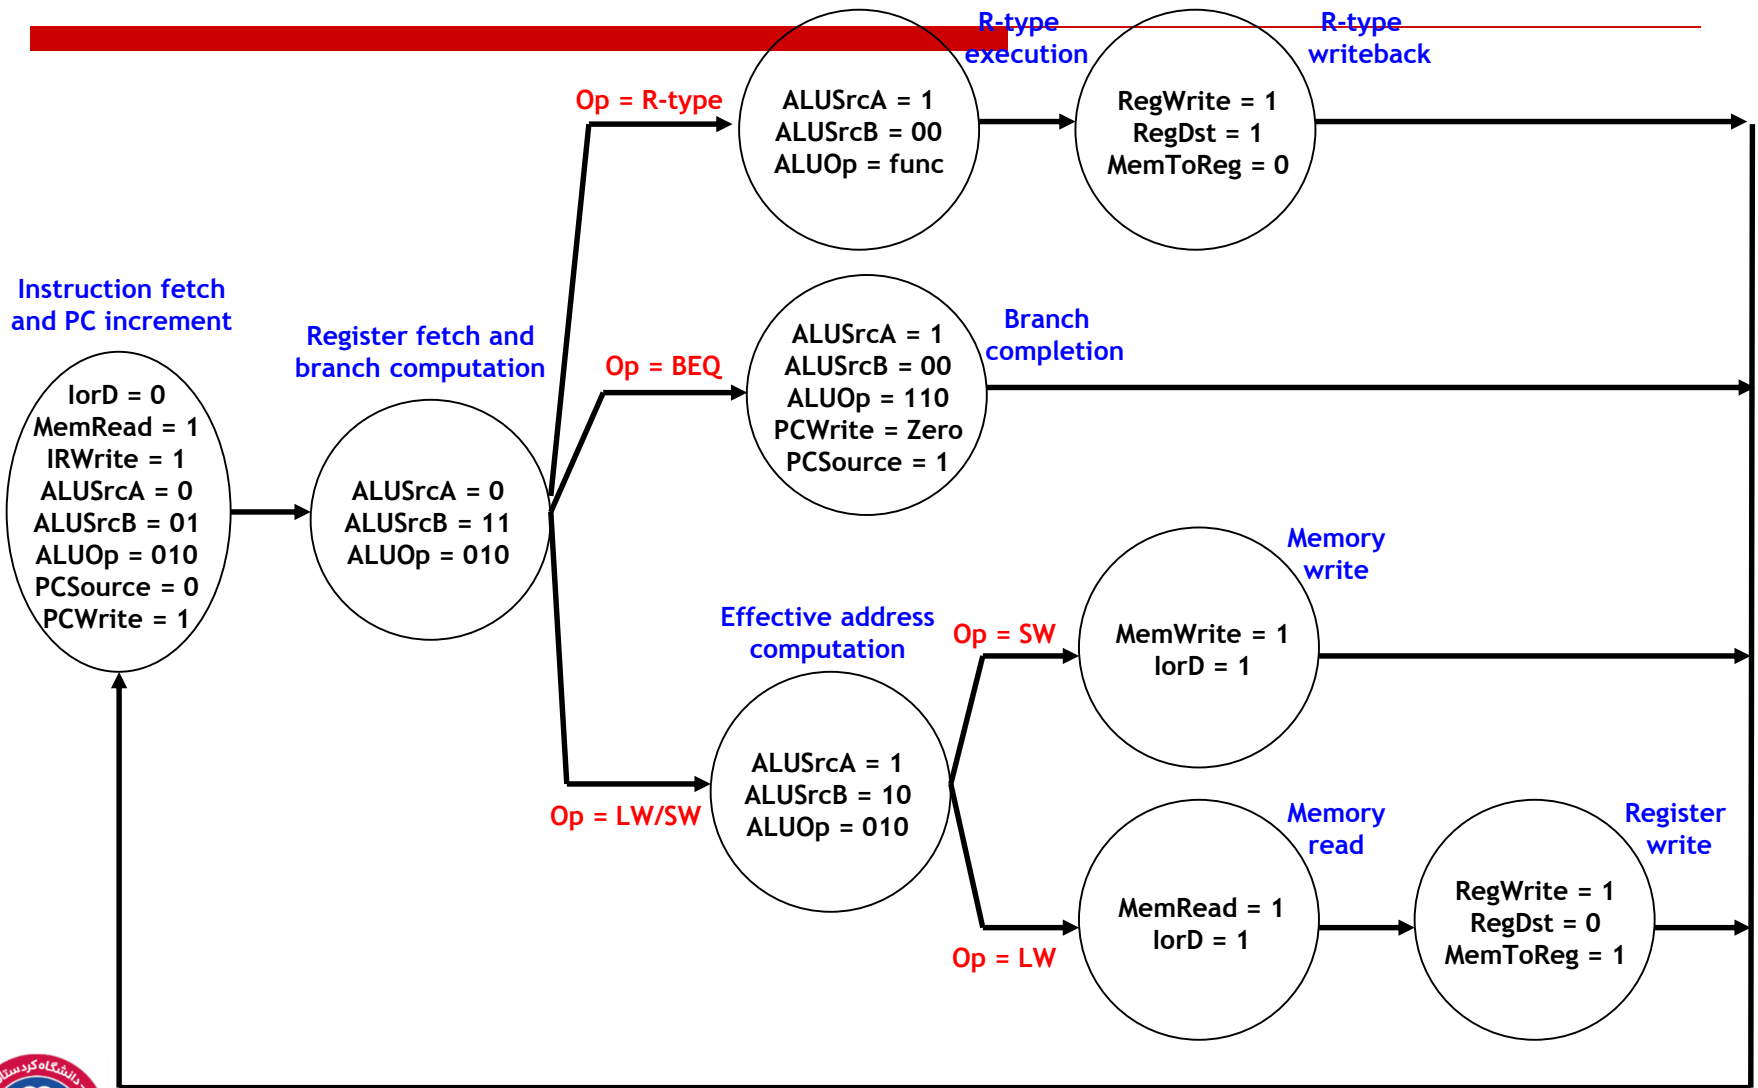 R-type
execution
R-type
writeback
Op = R-type
ALUSrcA = 1
ALUSrcB = 00
ALUOp = func
RegWrite = 1
RegDst = 1
MemToReg = 0
Instruction fetch
and PC increment
IorD = 0
MemRead = 1
IRWrite = 1
ALUSrcA = 0
ALUSrcB = 01
ALUOp = 010
PCSource = 0
PCWrite = 1
Register fetch and
branch computation
ALUSrcA = 0
ALUSrcB = 11
ALUOp = 010
Op = BEQ
ALUSrcA = 1
ALUSrcB = 00
ALUOp = 110
PCWrite = Zero
PCSource = 1
Branch
completion
Op = LW/SW
Effective address
computation
ALUSrcA = 1
ALUSrcB = 10
ALUOp = 010
Op = SW
Memory
write
MemWrite = 1
IorD = 1
Op = LW
Memory
read
MemRead = 1
IorD = 1
Register
write
RegWrite = 1
RegDst = 0
MemToReg = 1
دانشگاه کردستان